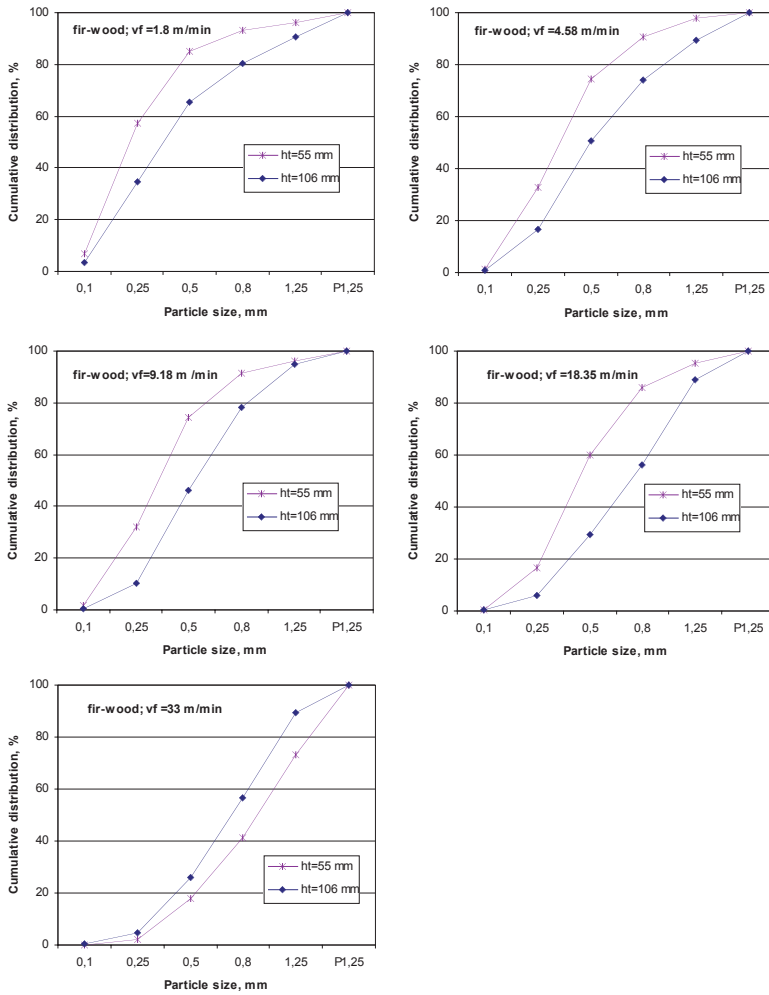 fir-wood; vf =1.8 m/min
Cumulative distribution, %
100
80
60
40
20
0
ht=55 mm
ht=106 mm
0,1 0,25 0,5 0,8 1,25 P1,25
Particle size, mm
fir-wood; vf =4.58 m/min
Cumulative distribution, %
100
80
60
40
20
0
ht=55 mm
ht=106 mm
0,1 0,25 0,5 0,8 1,25 P1,25
Particle size, mm
fir-wood; vf=9.18 m /min
Cumulative distribution, %
100
80
60
40
20
0
ht=55 mm
ht=106 mm
0,1 0,25 0,5 0,8 1,25 P1,25
Particle size, mm
fir-wood; vf =18.35 m/min
Cumulative distribution, %
100
80
60
40
20
0
ht=55 mm
ht=106 mm
0,1 0,25 0,5 0,8 1,25 P1,25
Particle size, mm
fir-wood; vf =33 m/min
Cumulative distribution, %
100
80
60
40
20
0
ht=55 mm
ht=106 mm
0,1 0,25 0,5 0,8 1,25 P1,25
Particle size, mm